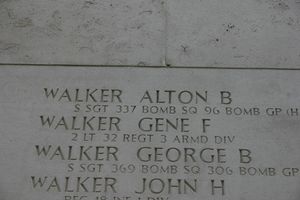 WALKER ALTON B
S SGT 337 BOMB SQ 96 BOMB GP (H
WALKER GENE F
2 LT 32 REGT 3 ARMD DIV
WALKER GEORGE B
S SGT 369 BOMB SQ 306 BOMB GP (H)
WALKER JOHN H
DIV